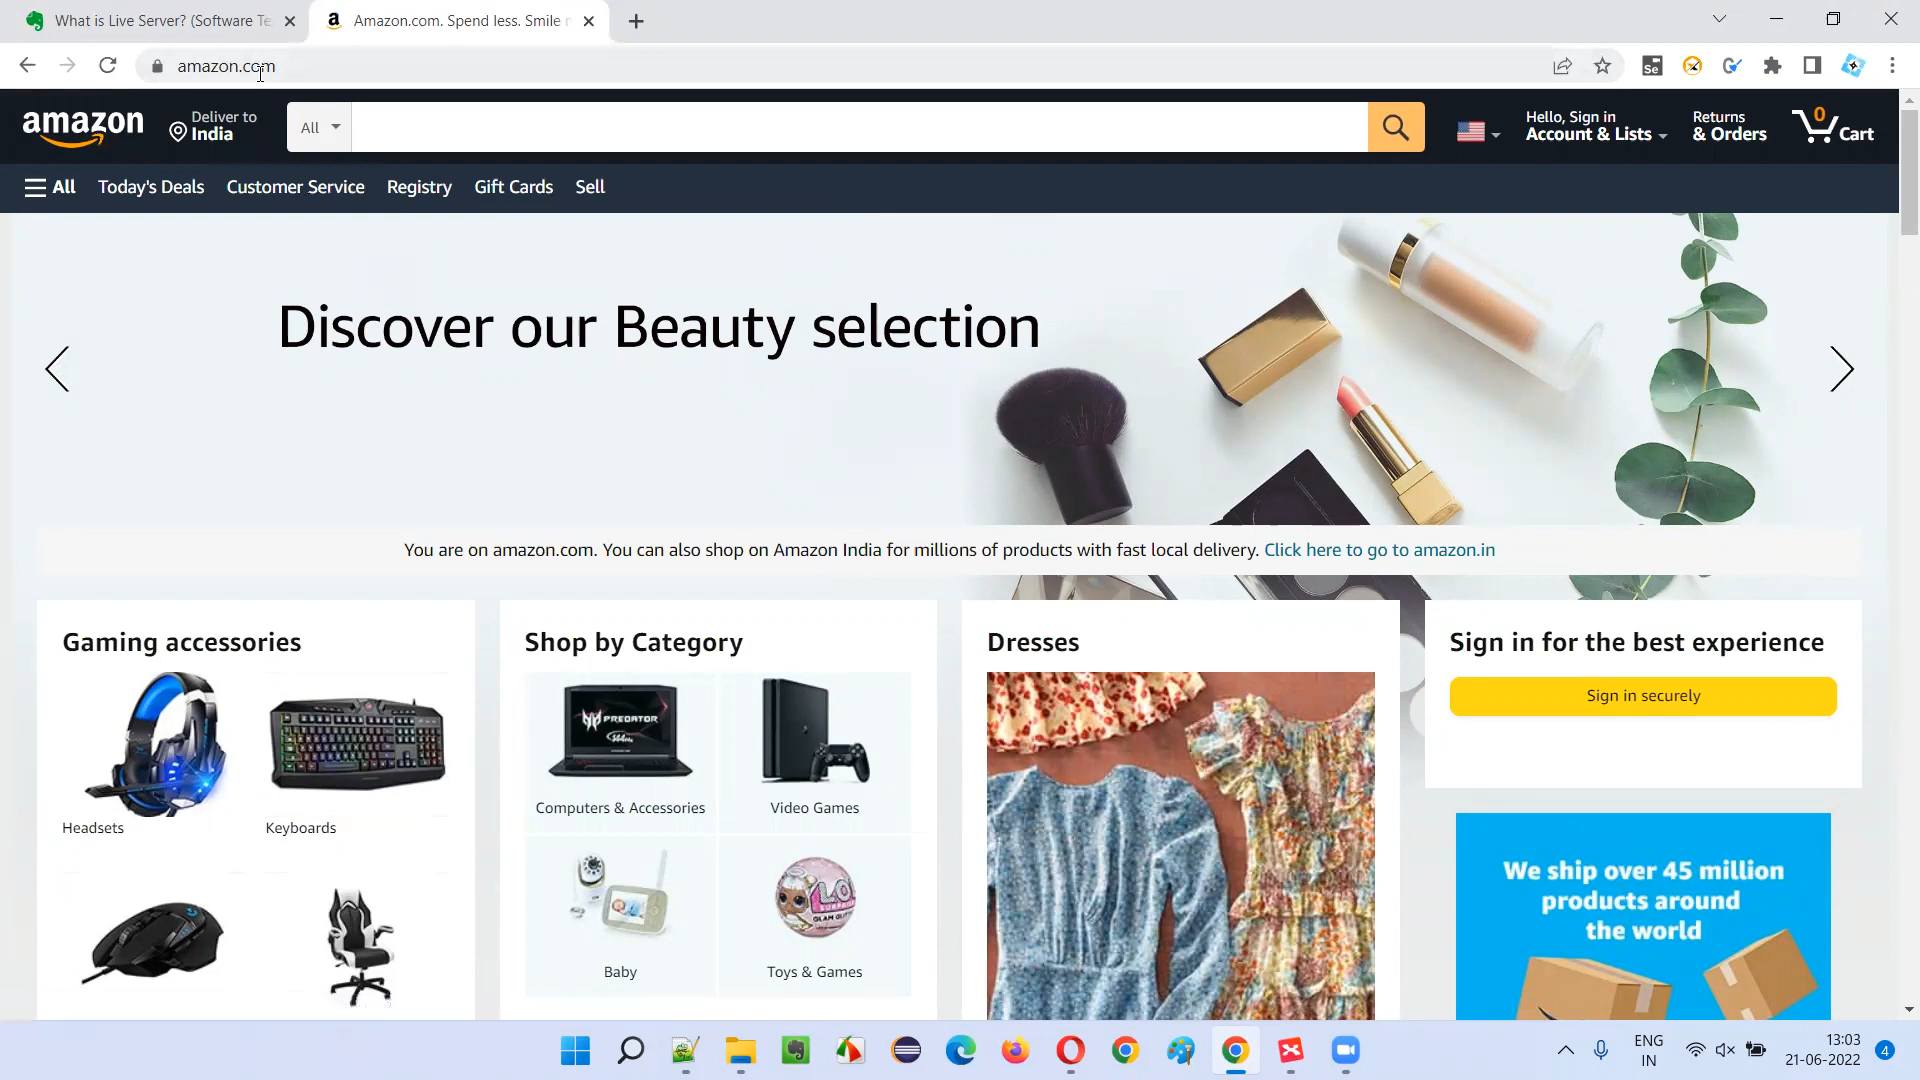 What is Live Server? (Software Te
Amazon.com. Spend less. Smile m
amazon.com
Se
amazon
Deliver to
India
All
Hello, Sign in
Account & Lists
Returns
& Orders
0
Cart
All
Today's Deals
Customer Service
Registry
Gift Cards
Sell
Discover our Beauty selection
You are on amazon.com. You can also shop on Amazon India for millions of products with fast local delivery. Click here to go to amazon.in
Gaming accessories
Headsets
Keyboards
Shop by Category
PREDATOR
Computers & Accessories
Video Games
Baby
L.O.L
SURPRISE
Toys & Games
Dresses
Sign in for the best experience
Sign in securely
We ship over 45 million
products around
the world
ENG
IN
13:03
21-06-2022
4